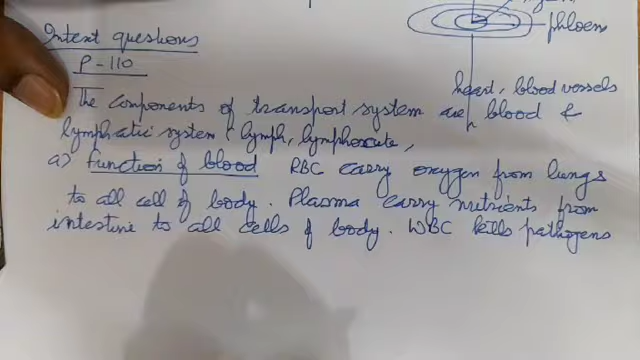 phloem
Intext questions
P-110
heart, blood vessels
The components of transport system are blood &
lymphatic system ( lymph, lymphocyte,
a) Function of blood RBC carry oxygen from lungs
to all cell of body. Plasma carry nutrients from
intestine to all cells of body. WBC kills pathogens